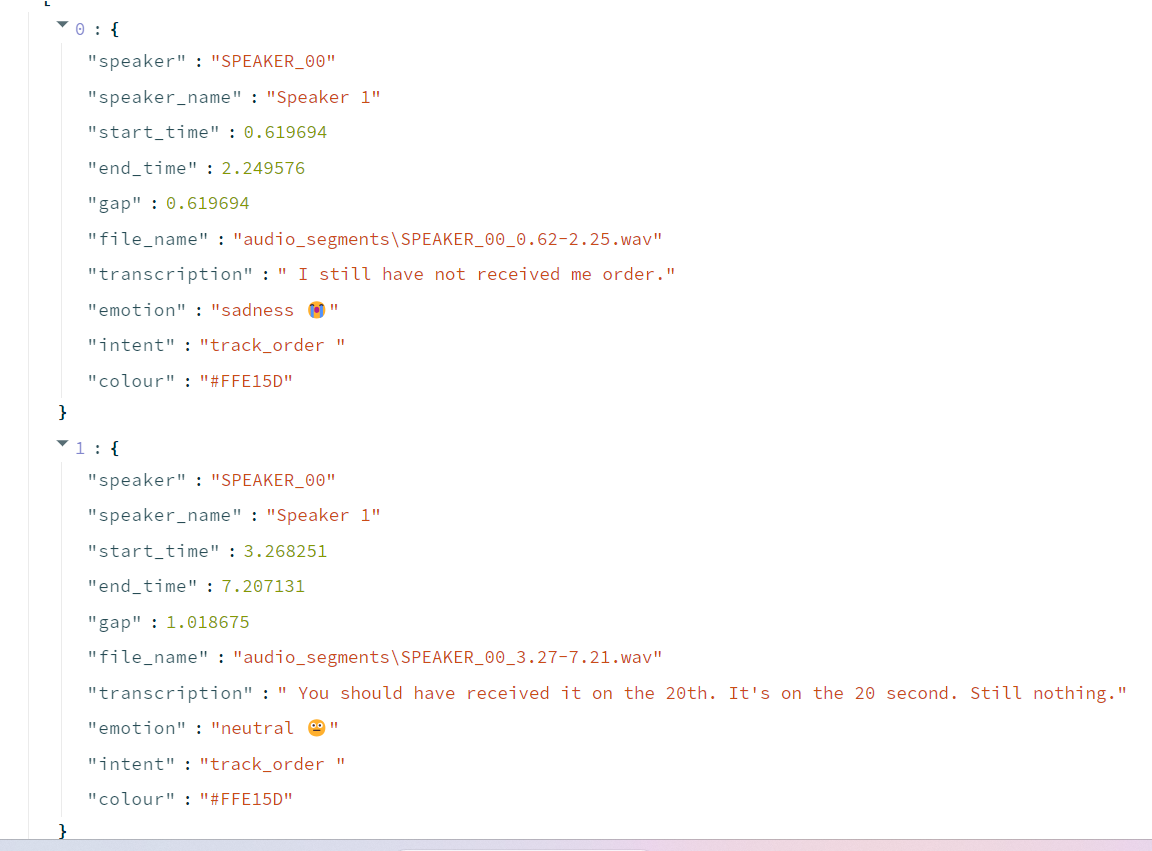 [
0 : {
"speaker" : "SPEAKER_00"
"speaker_name" : "Speaker 1"
"start_time" : 0.619694
"end_time" : 2.249576
"gap" : 0.619694
"file_name" : "audio_segments\SPEAKER_00_0.62-2.25.wav"
"transcription" : " I still have not received me order."
"emotion" : "sadness 😭"
"intent" : "track_order "
"colour" : "#FFE15D"
}
1 : {
"speaker" : "SPEAKER_00"
"speaker_name" : "Speaker 1"
"start_time" : 3.268251
"end_time" : 7.207131
"gap" : 1.018675
"file_name" : "audio_segments\SPEAKER_00_3.27-7.21.wav"
"transcription" : " You should have received it on the 20th. It's on the 20 second. Still nothing."
"emotion" : "neutral 😐"
"intent" : "track_order "
"colour" : "#FFE15D"
}